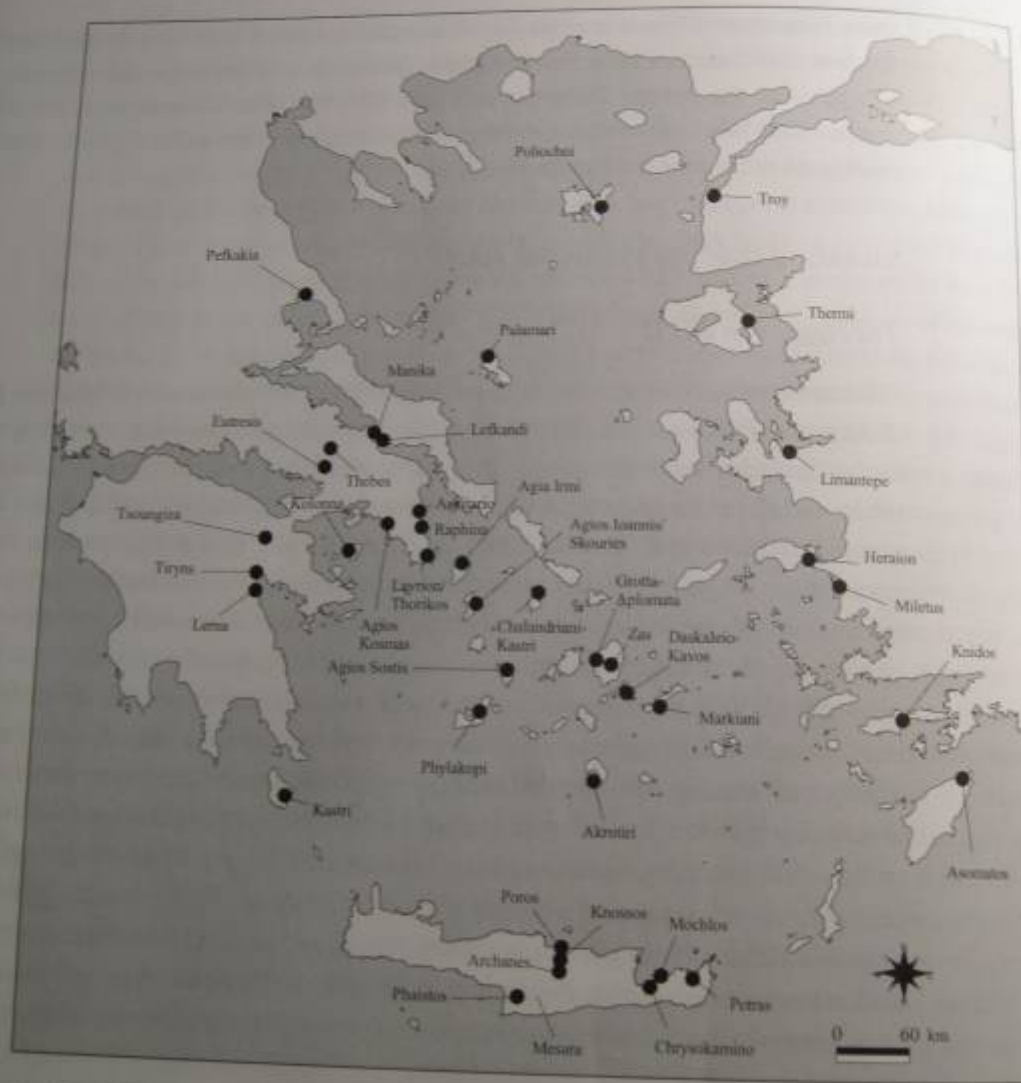 Poliochni
Troy
Pefkakia
Thermi
Palamari
Manika
Eutresis
Lefkandi
Thebes
Limantepe
Agia Irini
Kolonna
Tsoungiza
Raphina
Agios Ioannis/
Skouries
Heraion
Tiryns
Lavrion/
Thorikos
Grotta-
Aplomata
Miletus
Lerna
Agios
Kosmas
Chalandriani-
Kastri
Zas
Daskaleio-
Kavos
Knidos
Agios Sostis
Markiani
Phylakopi
Kastri
Akrotiri
Asomatos
Poros
Knossos
Mochlos
Archanes
Phaistos
Petras
Mesara
Chrysokamino
0 60 km